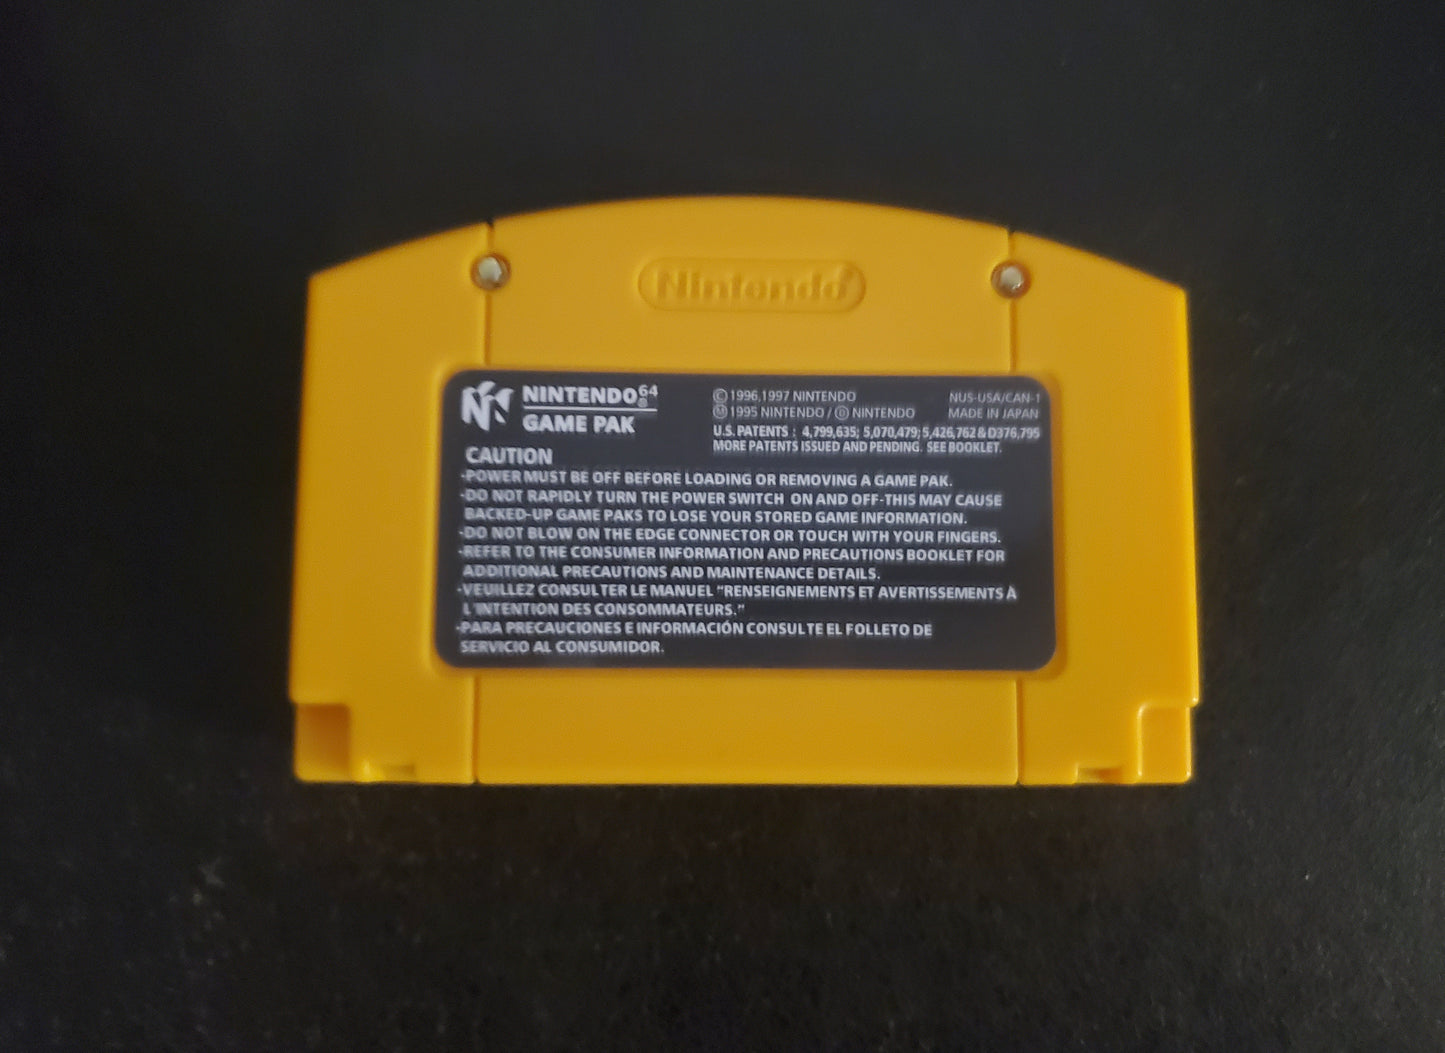 Nintendo®
NINTENDO64
GAME PAK
©1996,1997 NINTENDO
Ⓜ1995 NINTENDO / Ⓓ NINTENDO
NUS-USA/CAN-1
MADE IN JAPAN
U.S. PATENTS : 4,799,635; 5,070,479; 5,426,762 & D376,795
MORE PATENTS ISSUED AND PENDING. SEE BOOKLET.
CAUTION
·POWER MUST BE OFF BEFORE LOADING OR REMOVING A GAME PAK.
·DO NOT RAPIDLY TURN THE POWER SWITCH ON AND OFF-THIS MAY CAUSE
BACKED-UP GAME PAKS TO LOSE YOUR STORED GAME INFORMATION.
·DO NOT BLOW ON THE EDGE CONNECTOR OR TOUCH WITH YOUR FINGERS.
·REFER TO THE CONSUMER INFORMATION AND PRECAUTIONS BOOKLET FOR
ADDITIONAL PRECAUTIONS AND MAINTENANCE DETAILS.
·VEUILLEZ CONSULTER LE MANUEL "RENSEIGNEMENTS ET AVERTISSEMENTS À
L'INTENTION DES CONSOMMATEURS."
·PARA PRECAUCIONES E INFORMACIÓN CONSULTE EL FOLLETO DE
SERVICIO AL CONSUMIDOR.